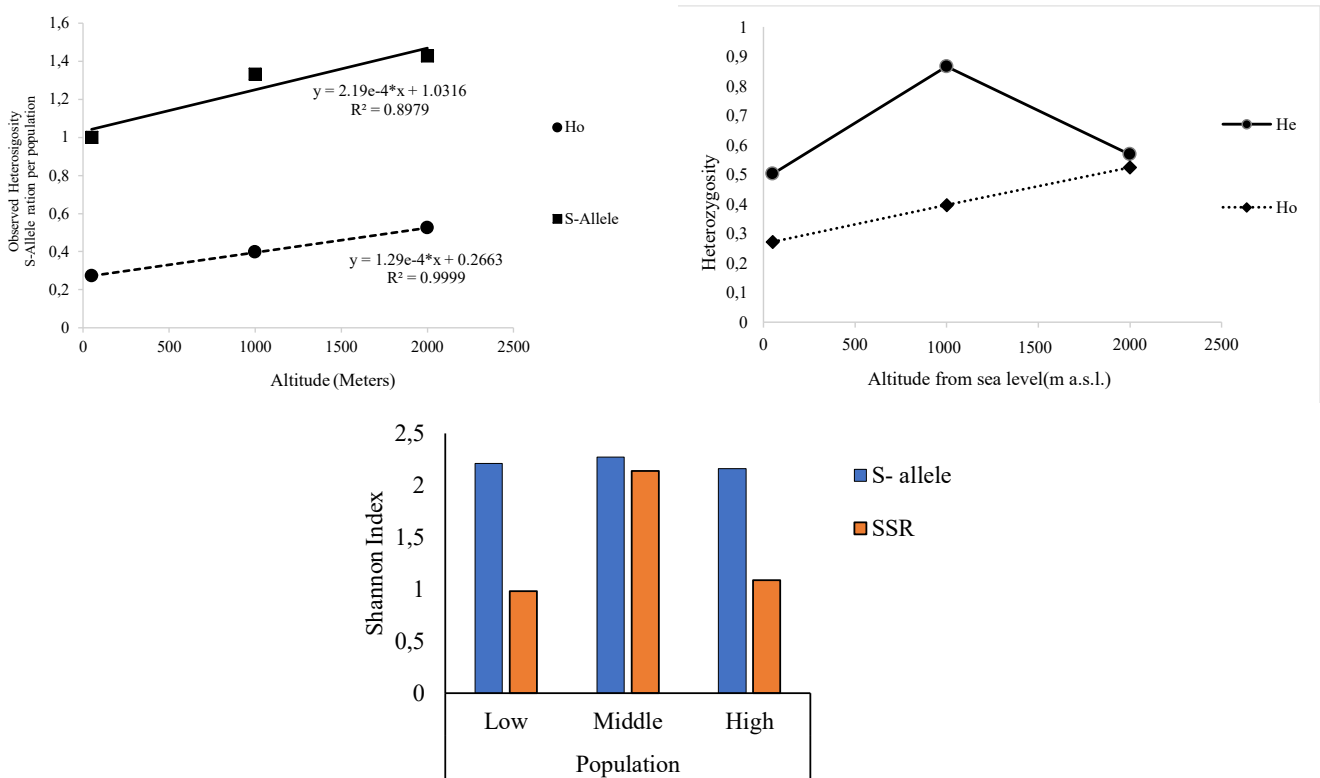 1,6
1,4
1,2
1
0,8
0,6
0,4
0,2
0
Observed Heterosigosity
S-Allele ration per population
y = 2.19e-4*x + 1.0316
R² = 0.8979
y = 1.29e-4*x + 0.2663
R² = 0.9999
0 500 1000 1500 2000 2500
Altitude (Meters)
Ho
S-Allele
1
0,9
0,8
0,7
0,6
0,5
0,4
0,3
0,2
0,1
0
Heterozygosity
0 500 1000 1500 2000 2500
Altitude from sea level(m a.s.l.)
He
Ho
2,5
2
1,5
1
0,5
0
Shannon Index
Low Middle High
Population
S- allele
SSR